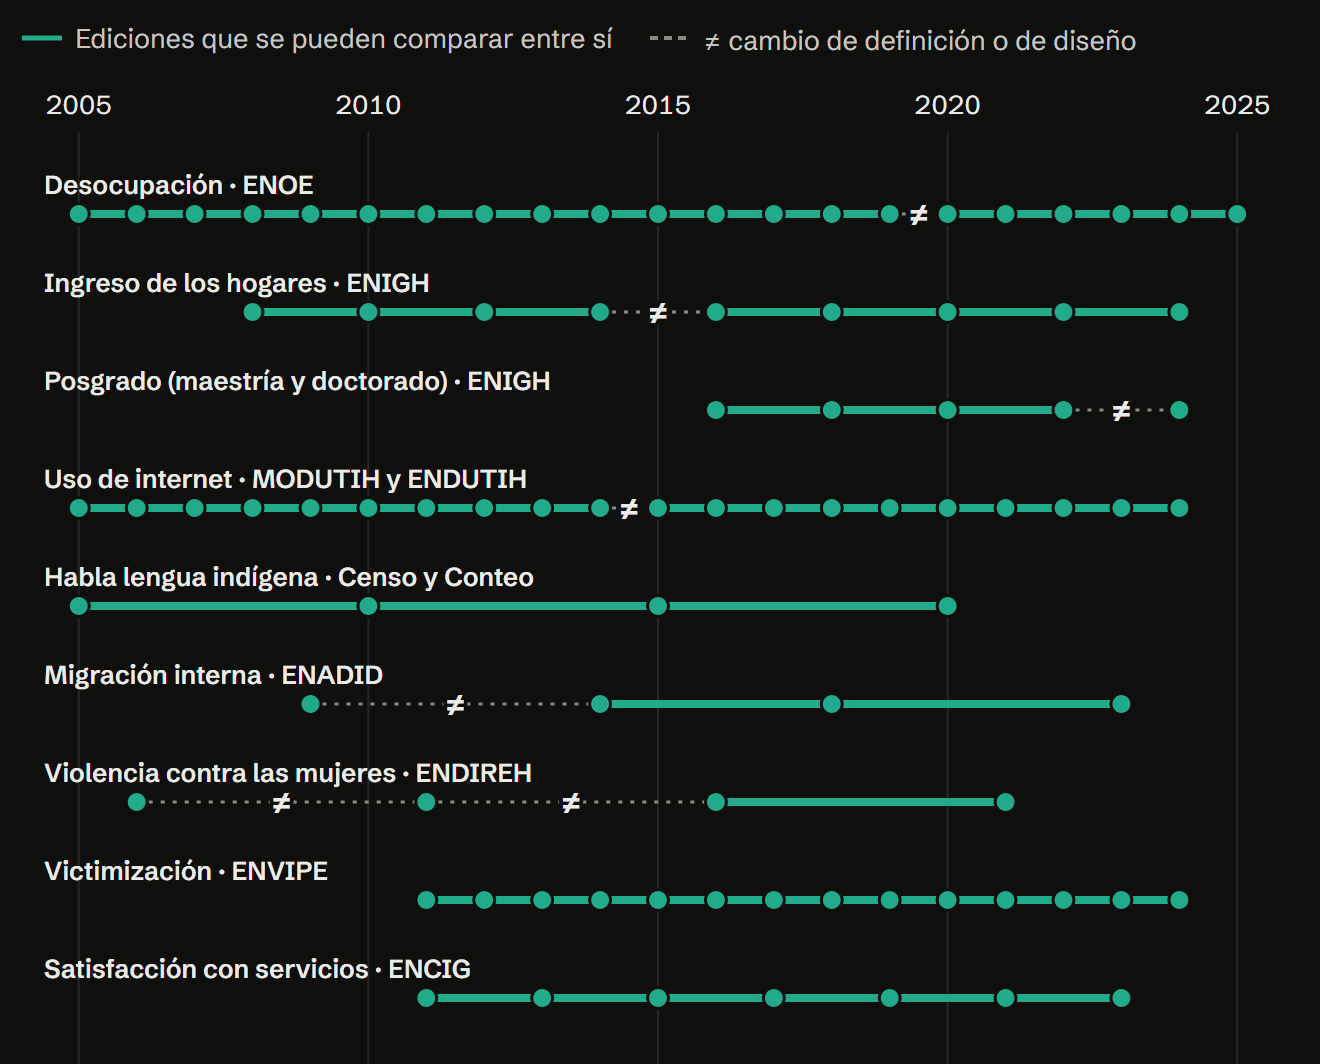 Ediciones que se pueden comparar entre sí
≠ cambio de definición o de diseño
2005 2010 2015 2020 2025
Desocupación · ENOE
≠
Ingreso de los hogares · ENIGH
≠
Posgrado (maestría y doctorado) · ENIGH
≠
Uso de internet · MODUTIH y ENDUTIH
≠
Habla lengua indígena · Censo y Conteo
Migración interna · ENADID
≠
Violencia contra las mujeres · ENDIREH
≠ ≠
Victimización · ENVIPE
Satisfacción con servicios · ENCIG